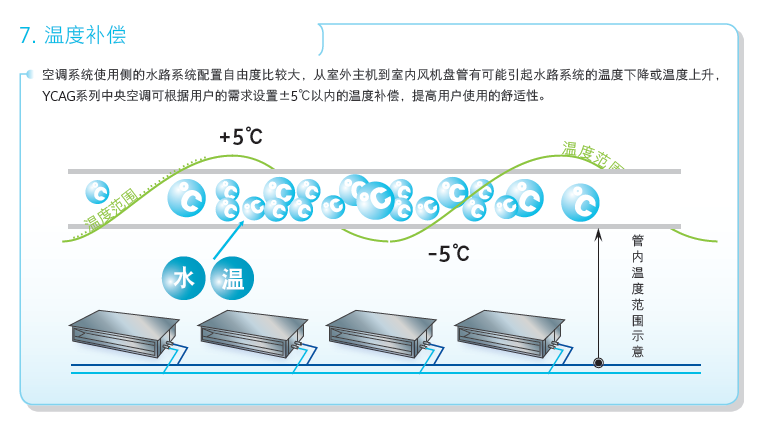 7. 温度补偿
空调系统使用侧的水路系统配置自由度比较大，从室外主机到室内风机盘管有可能引起水路系统的温度下降或温度上升，
YCAG系列中央空调可根据用户的需求设置±5℃以内的温度补偿，提高用户使用的舒适性。
+5℃
温度范围
温度范围
℃ ℃ ℃ ℃ ℃ ℃ ℃ ℃ ℃ ℃ ℃ ℃ ℃ ℃ ℃ ℃ ℃ ℃ ℃ ℃ ℃
-5℃
水 温
管内温度范围示意